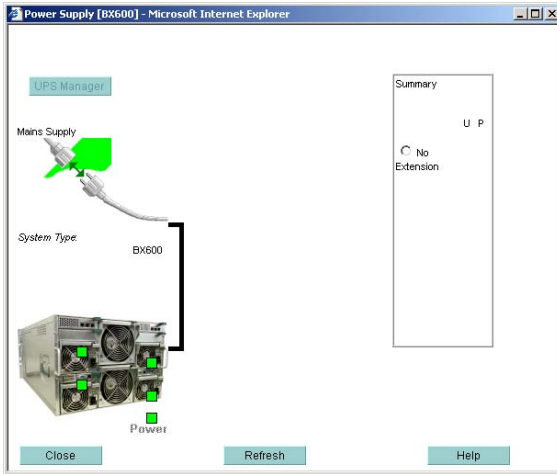 Power Supply [BX600] - Microsoft Internet Explorer
UPS Manager
Summary
U P
Mains Supply
No
Extension
System Type:
BX600
Power
Close
Refresh
Help